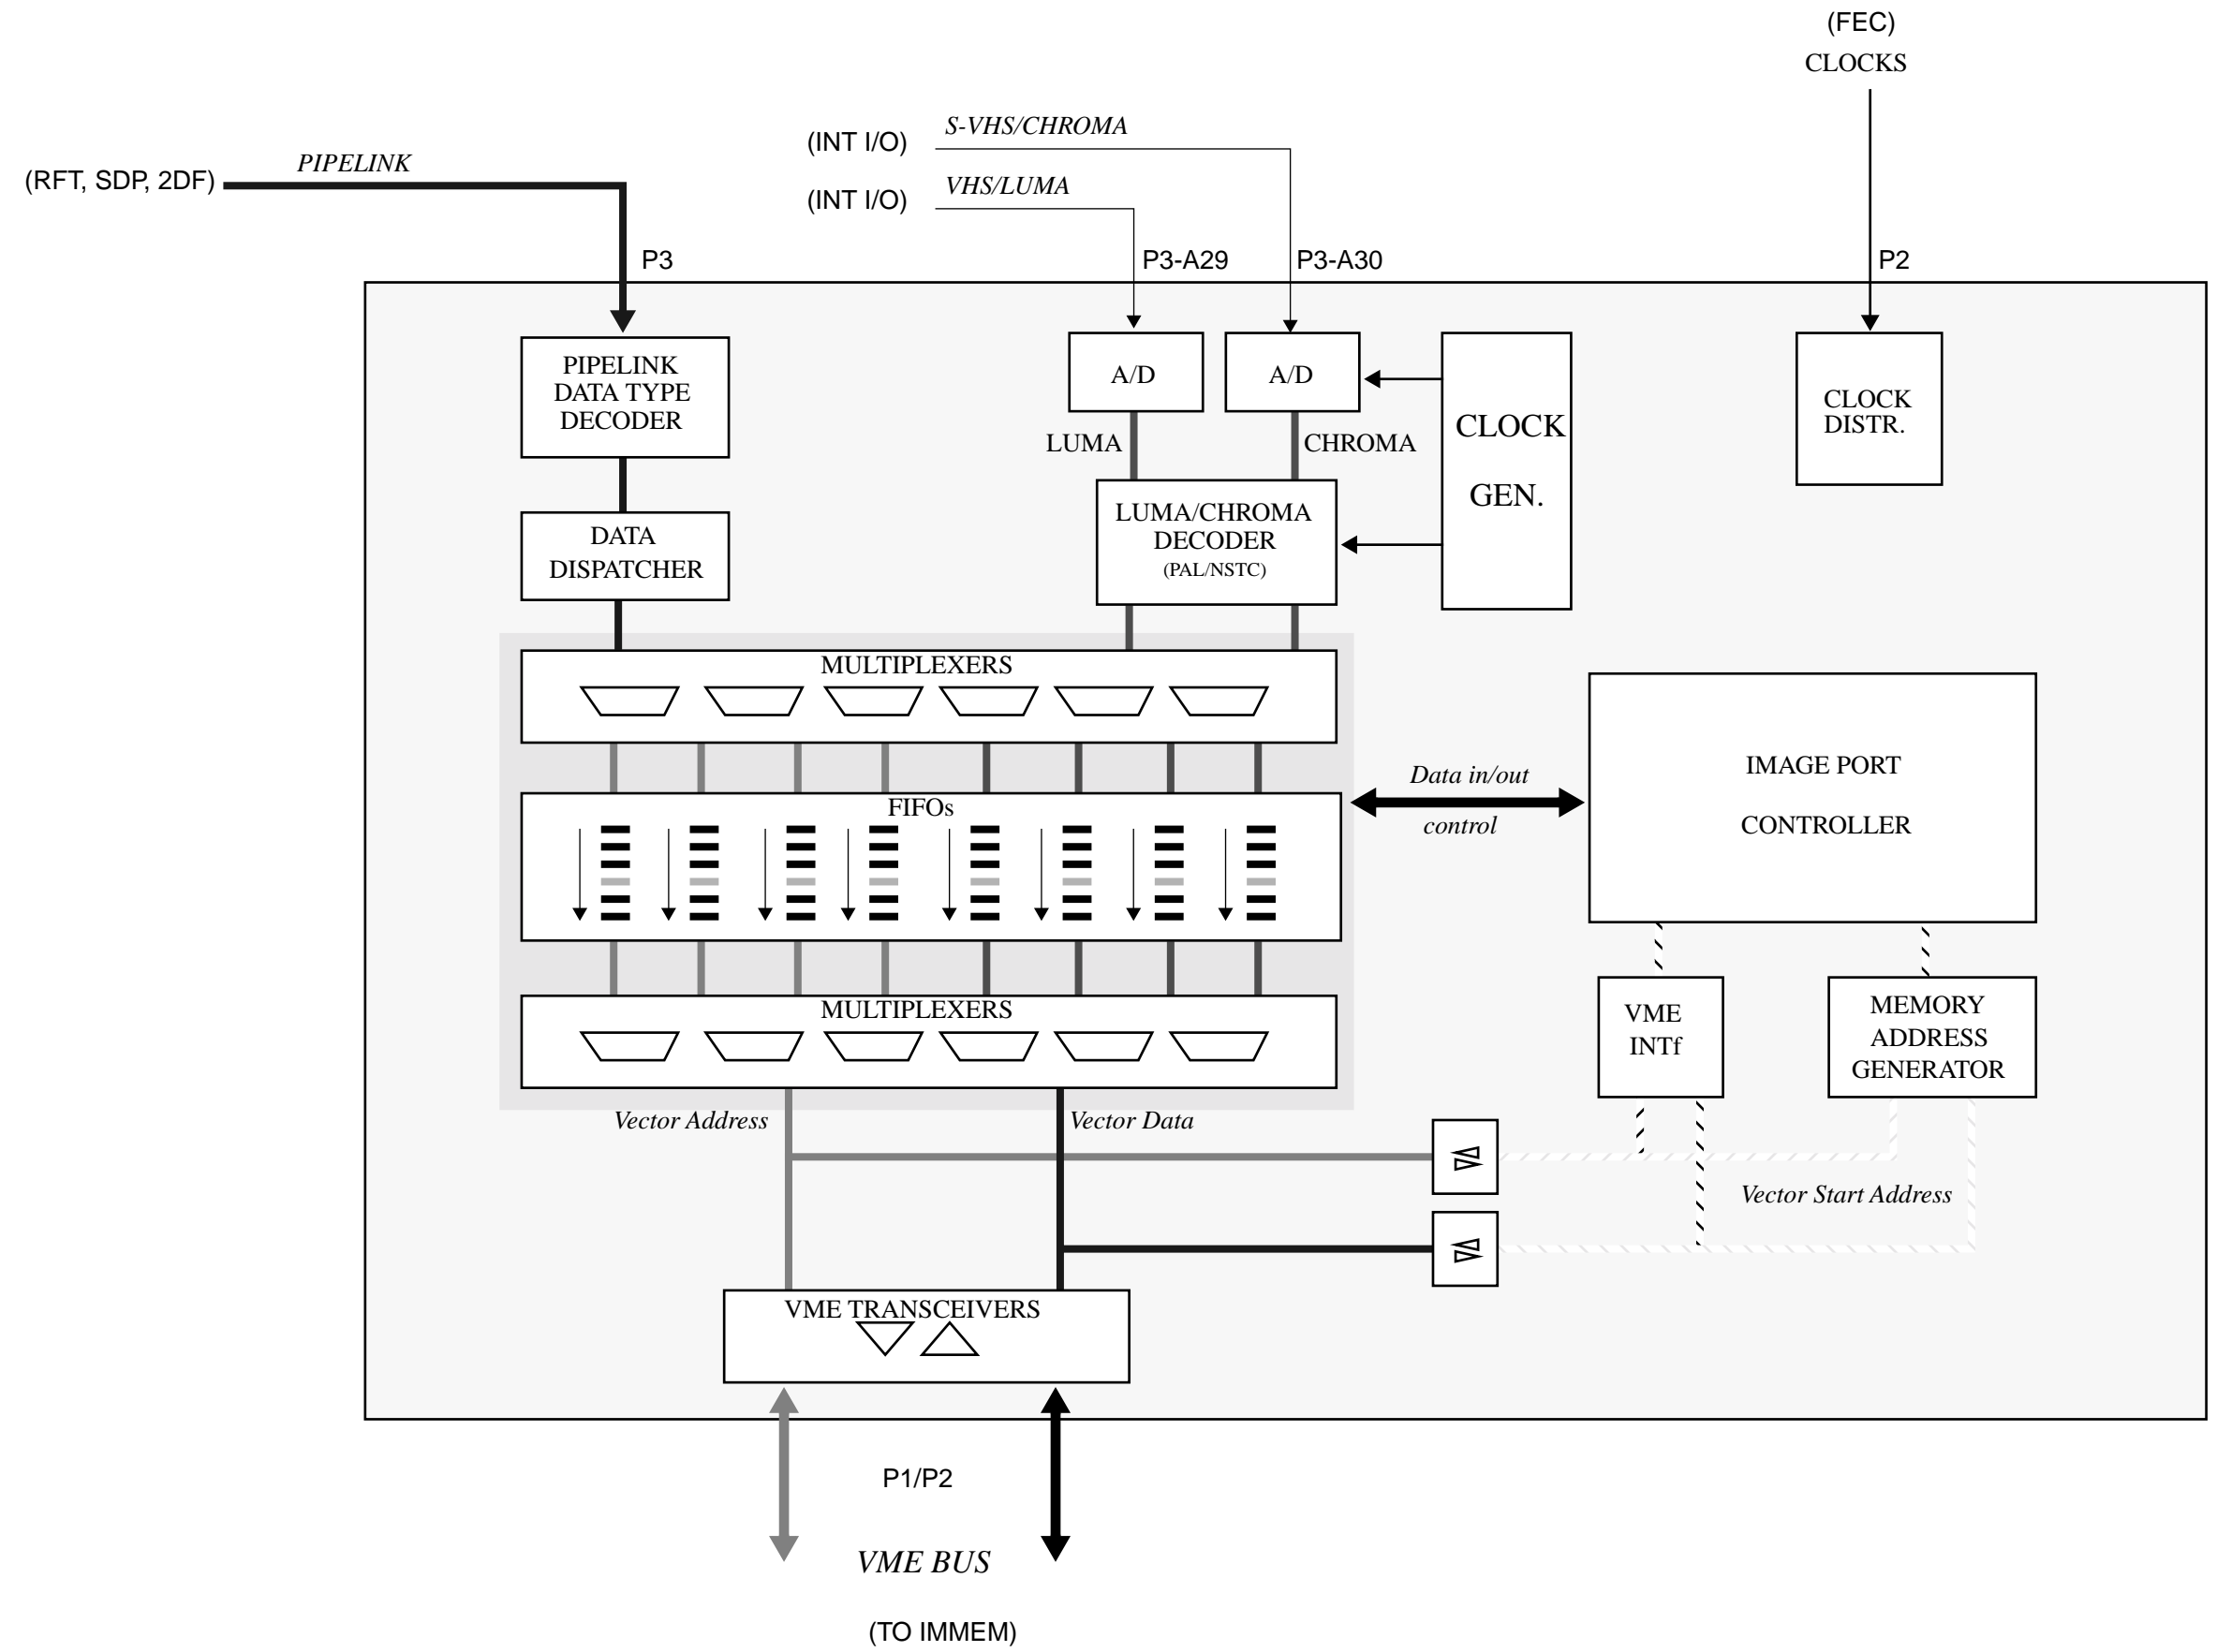 (FEC)
CLOCKS
S-VHS/CHROMA
(INT I/O)
PIPELINK
(RFT, SDP, 2DF)
VHS/LUMA
(INT I/O)
P3
P3-A29
P3-A30
P2
PIPELINK
DATA TYPE
DECODER
A/D
A/D
CLOCK
GEN.
CLOCK
DISTR.
LUMA
CHROMA
DATA
DISPATCHER
LUMA/CHROMA
DECODER
(PAL/NSTC)
MULTIPLEXERS
FIFOs
Data in/out
control
IMAGE PORT
CONTROLLER
MULTIPLEXERS
VME
INTf
MEMORY
ADDRESS
GENERATOR
Vector Address
Vector Data
Vector Start Address
VME TRANSCEIVERS
P1/P2
VME BUS
(TO IMMEM)